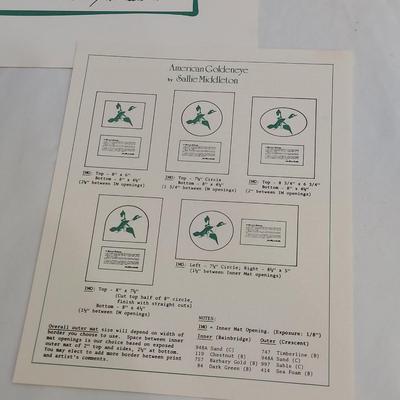 American Goldeneye
by Sallie Middleton
IMO: Top - 8" x 6"
Bottom - 8" x 4½"
(2½" between IM openings)
IMO: Top - 7½" Circle
Bottom - 8" x 4½"
(1 3/4" between IM openings)
IMO: Top - 8 3/4" x 6 3/4"
Bottom - 8" x 4½"
(2" between IM openings)
IMO: Top - 8" x 7½"
(Cut top half of 8" circle,
finish with straight cuts)
Bottom - 8" x 4½"
(1½" between IM openings)
IMO: Left - 7½" Circle; Right - 8½" x 5"
(1½" between Inner Mat openings)
Overall outer mat size will depend on width of
border you choose to use. Space between inner
mat openings is our choice based on exposed
outer mat of 2" top and sides, 2½" at bottom.
You may elect to add more border between print
and artist's comments.
NOTES:
IMO = Inner Mat Opening. (Exposure: 1/8")
Inner (Bainbridge) Outer (Crescent)
948A Sand (C) 747 Timberline (B)
119 Chestnut (B) 948A Sand (C)
757 Barbary Gold (B) 997 Sable (C)
84 Dark Green (B) 414 Sea Foam (B)